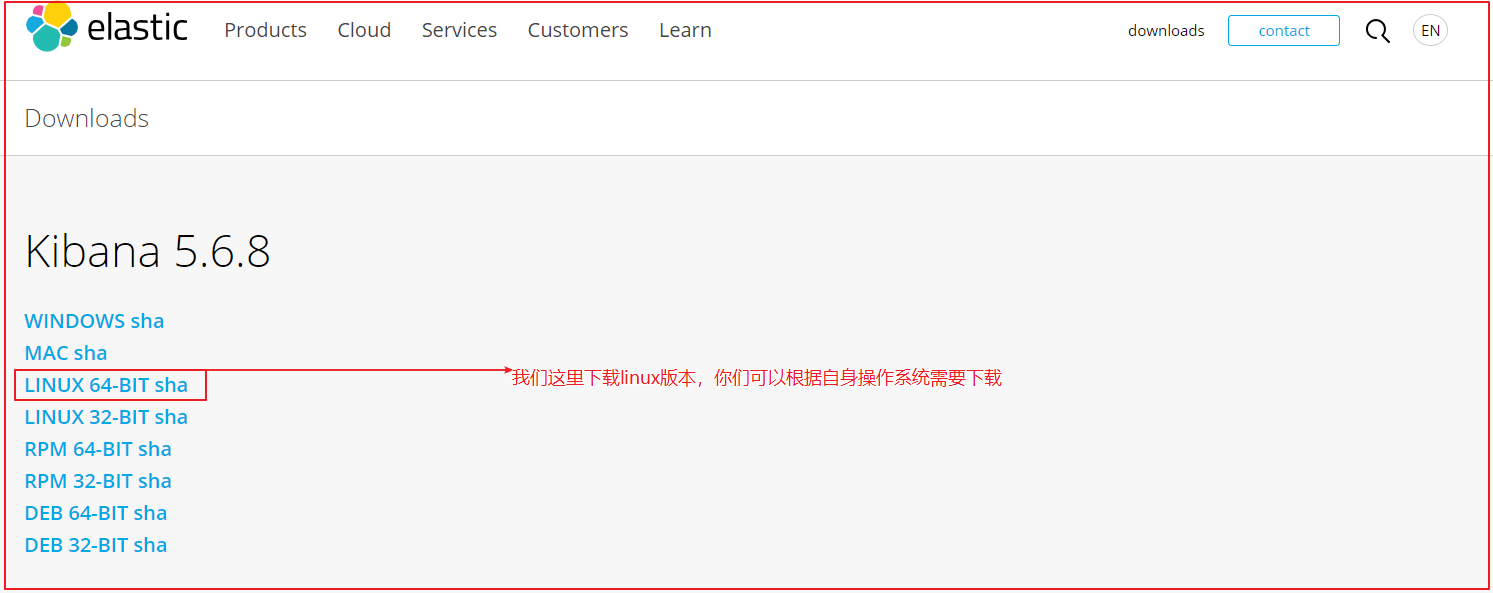 elastic Products Cloud Services Customers Learn downloads contact EN
Downloads
Kibana 5.6.8
WINDOWS sha
MAC sha
LINUX 64-BIT sha
我们这里下载linux版本，你们可以根据自身操作系统需要下载
LINUX 32-BIT sha
RPM 64-BIT sha
RPM 32-BIT sha
DEB 64-BIT sha
DEB 32-BIT sha